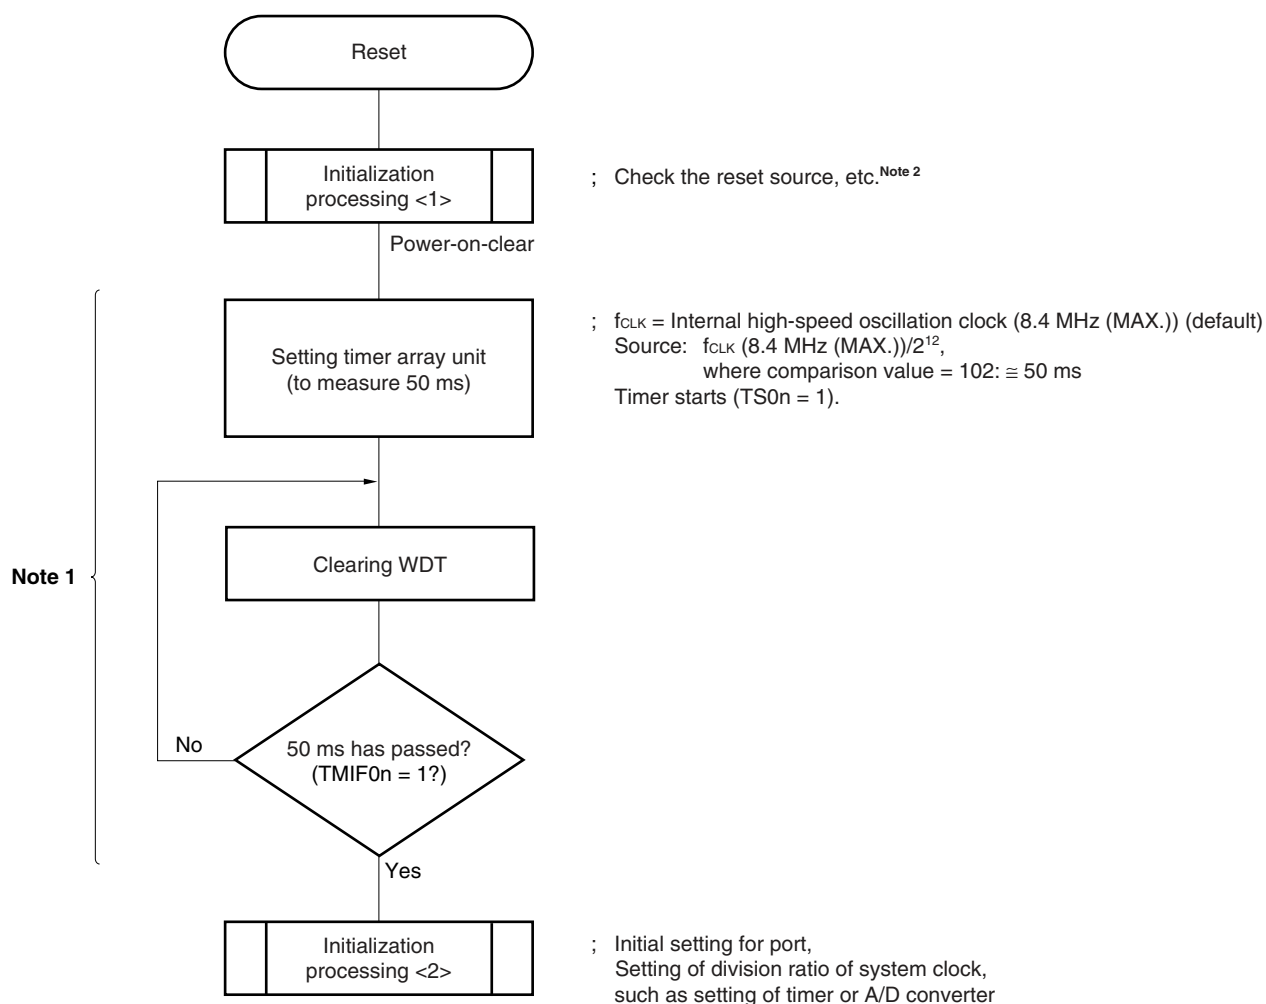 Reset
Initialization
processing <1>
; Check the reset source, etc.Note 2
Power-on-clear
Setting timer array unit
(to measure 50 ms)
; fCLK = Internal high-speed oscillation clock (8.4 MHz (MAX.)) (default)
Source: fCLK (8.4 MHz (MAX.))/2^12,
where comparison value = 102: ≅ 50 ms
Timer starts (TS0n = 1).
Note 1
Clearing WDT
No
50 ms has passed?
(TMIF0n = 1?)
Yes
Initialization
processing <2>
; Initial setting for port,
Setting of division ratio of system clock,
such as setting of timer or A/D converter